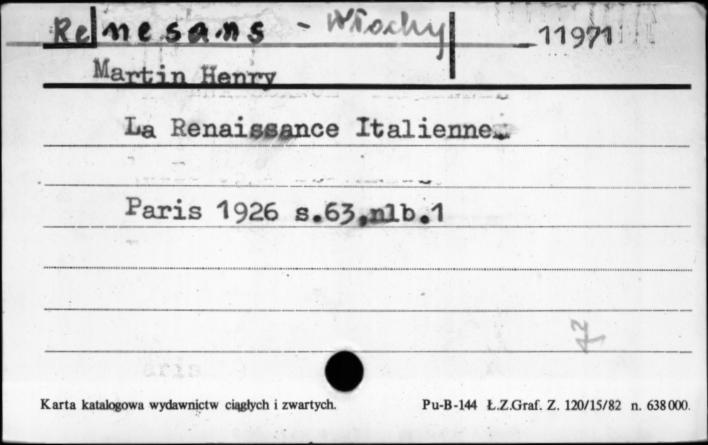 Renesans - Włochy 11971
Martin Henry
La Renaissance Italienne.
Paris 1926 s.63,nlb.1
72
Karta katalogowa wydawnictw ciągłych i zwartych. Pu-B-144 Ł.Z.Graf. Z. 120/15/82 n. 638000.